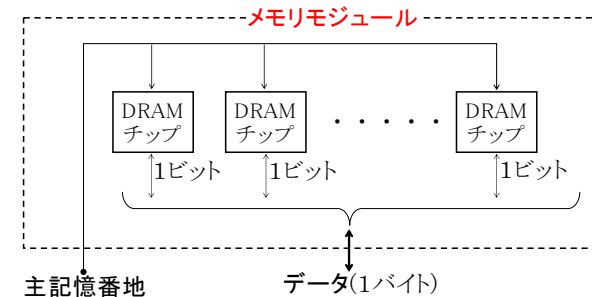 メモリモジュール
DRAM
チップ
DRAM
チップ
・・・・・
DRAM
チップ
1ビット
1ビット
1ビット
主記憶番地
データ(1バイト)